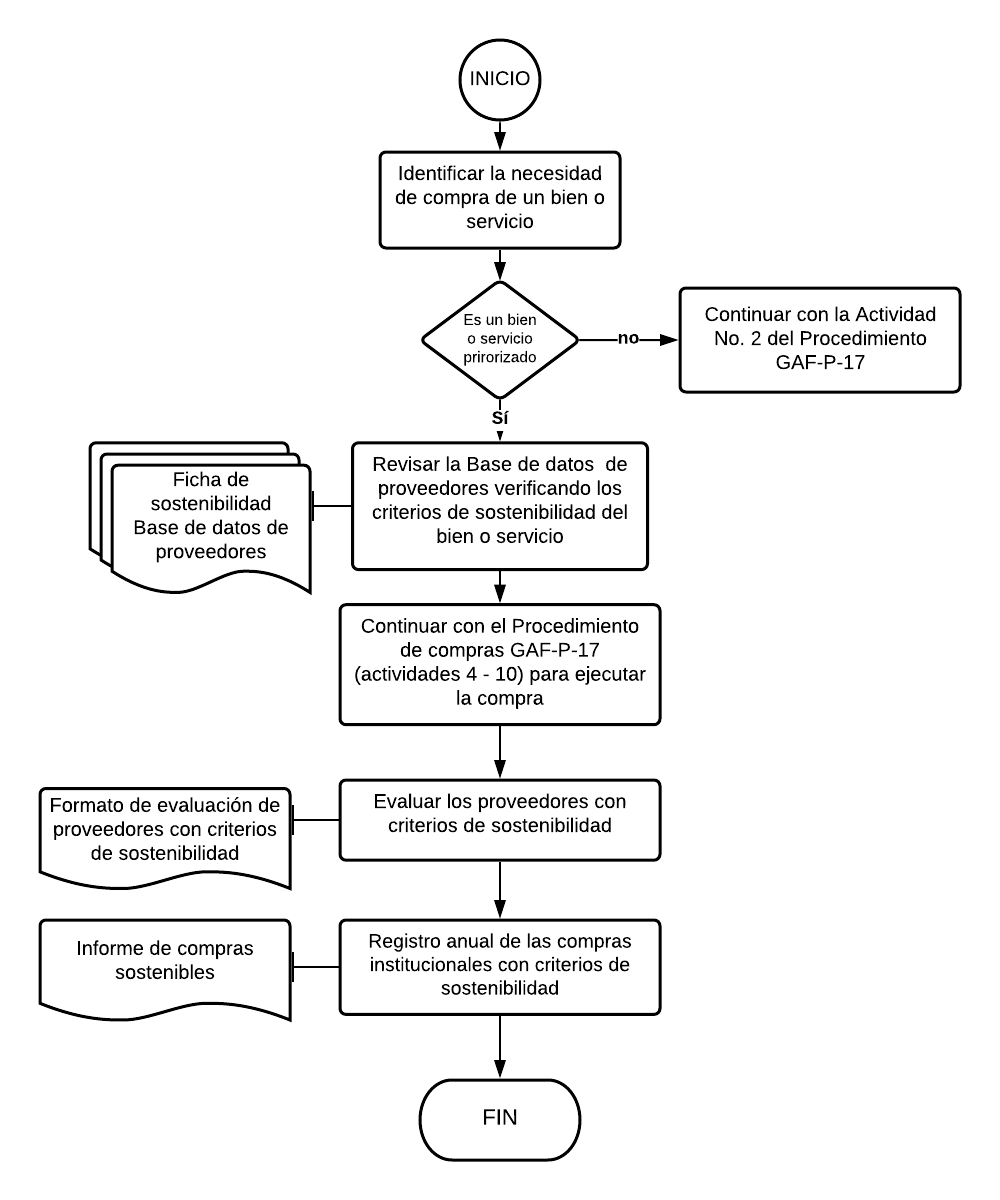 INICIO
Identificar la necesidad
de compra de un bien o
servicio
Es un bien
o servicio
prirorizado
no
Continuar con la Actividad
No. 2 del Procedimiento
GAF-P-17
Sí
Ficha de
sostenibilidad
Base de datos de
proveedores
Revisar la Base de datos de
proveedores verificando los
criterios de sostenibilidad del
bien o servicio
Continuar con el Procedimiento
de compras GAF-P-17
(actividades 4 - 10) para ejecutar
la compra
Formato de evaluación de
proveedores con criterios
de sostenibilidad
Evaluar los proveedores con
criterios de sostenibilidad
Informe de compras
sostenibles
Registro anual de las compras
institucionales con criterios de
sostenibilidad
FIN